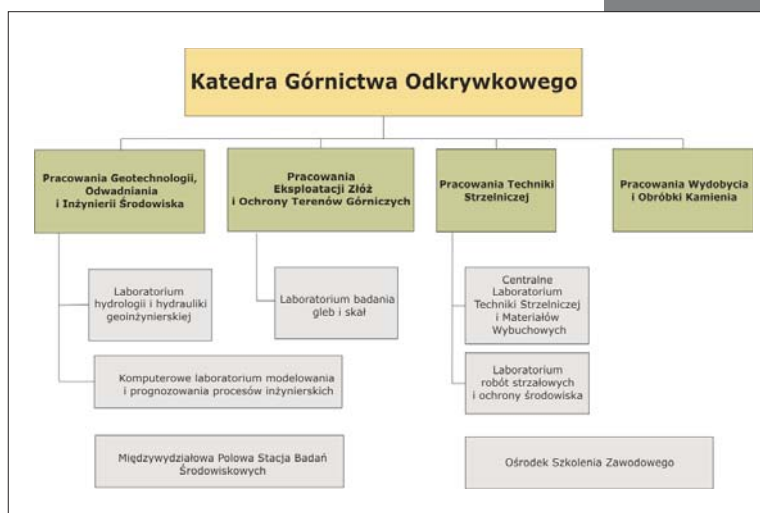 Katedra Górnictwa Odkrywkowego
Pracowania Geotechnologii,
Odwadniania
i Inżynierii Środowiska
Pracowania
Eksploatacji Złóż
i Ochrony Terenów Górniczych
Pracowania Techniki
Strzelniczej
Pracowania Wydobycia
i Obróbki Kamienia
Laboratorium
hydrologii i hydrauliki
geoinżynierskiej
Laboratorium badania
gleb i skał
Centralne
Laboratorium
Techniki Strzelniczej
i Materiałów
Wybuchowych
Komputerowe laboratorium modelowania
i prognozowania procesów inżynierskich
Laboratorium
robót strzałowych
i ochrony środowiska
Międzywydziałowa Polowa Stacja Badań
Środowiskowych
Ośrodek Szkolenia Zawodowego